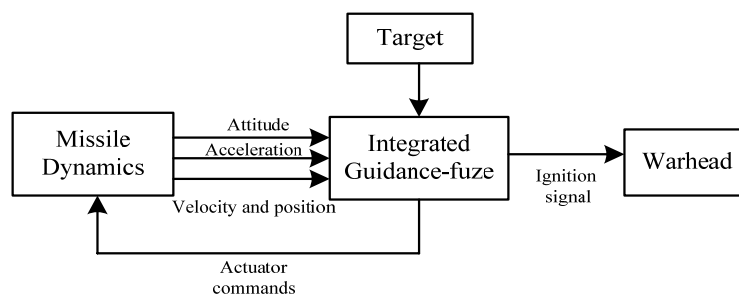 Target
Missile
Dynamics
Attitude
Acceleration
Velocity and position
Integrated
Guidance-fuze
Ignition
signal
Warhead
Actuator
commands